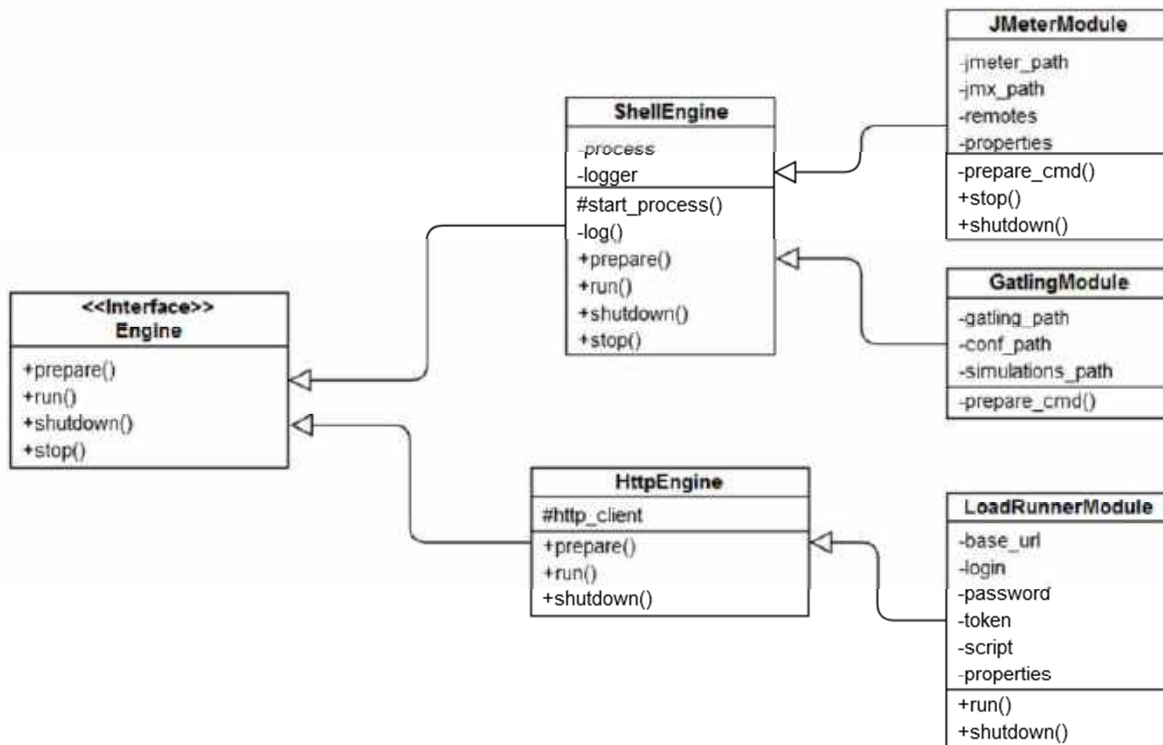 <<Interface>>
Engine
+prepare()
+run()
+shutdown()
+stop()
ShellEngine
-process
-logger
#start_process()
-log()
+prepare()
+run()
+shutdown()
+stop()
HttpEngine
#http_client
+prepare()
+run()
+shutdown()
JMeterModule
-jmeter_path
-jmx_path
-remotes
-properties
-prepare_cmd()
+stop()
+shutdown()
GatlingModule
-gatling_path
-conf_path
-simulations_path
-prepare_cmd()
LoadRunnerModule
-base_url
-login
-password
-token
-script
-properties
+run()
+shutdown()